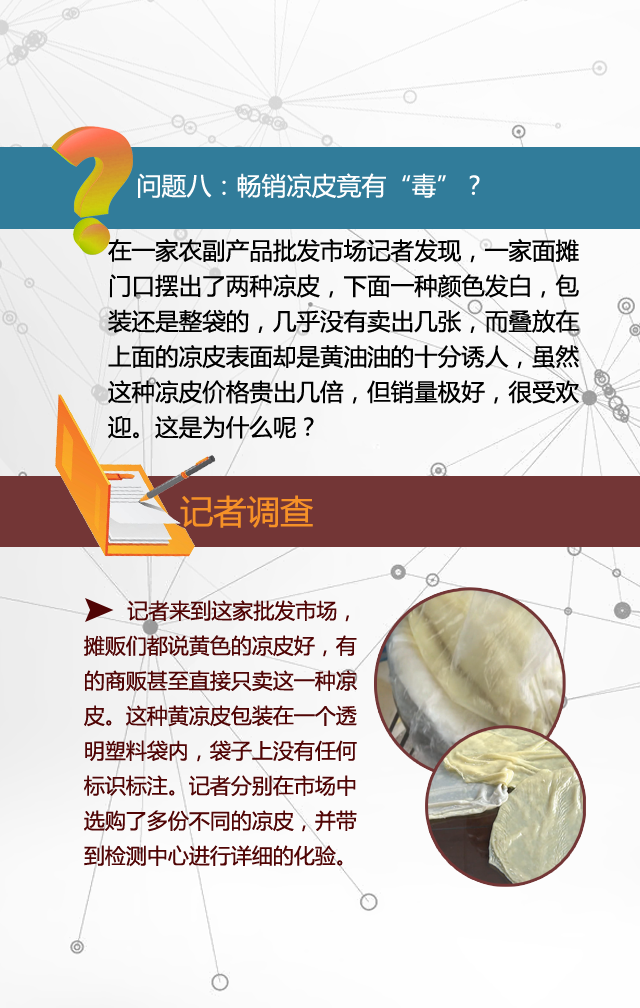 问题八：畅销凉皮竟有“毒”？
在一家农副产品批发市场记者发现，一家面摊
门口摆出了两种凉皮，下面一种颜色发白，包
装还是整袋的，几乎没有卖出几张，而叠放在
上面的凉皮表面却是黄油油的十分诱人，虽然
这种凉皮价格贵出几倍，但销量极好，很受欢
迎。这是为什么呢？
记者调查
记者来到这家批发市场，
摊贩们都说黄色的凉皮好，有
的商贩甚至直接只卖这一种凉
皮。这种黄凉皮包装在一个透
明塑料袋内，袋子上没有任何
标识标注。记者分别在市场中
选购了多份不同的凉皮，并带
到检测中心进行详细的化验。